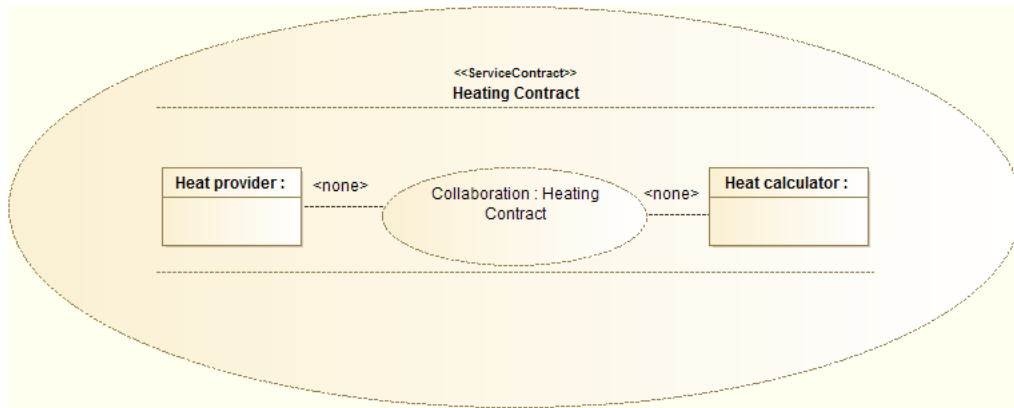 <<ServiceContract>>
Heating Contract
Heat provider :
<none>
Collaboration : Heating
Contract
<none>
Heat calculator :